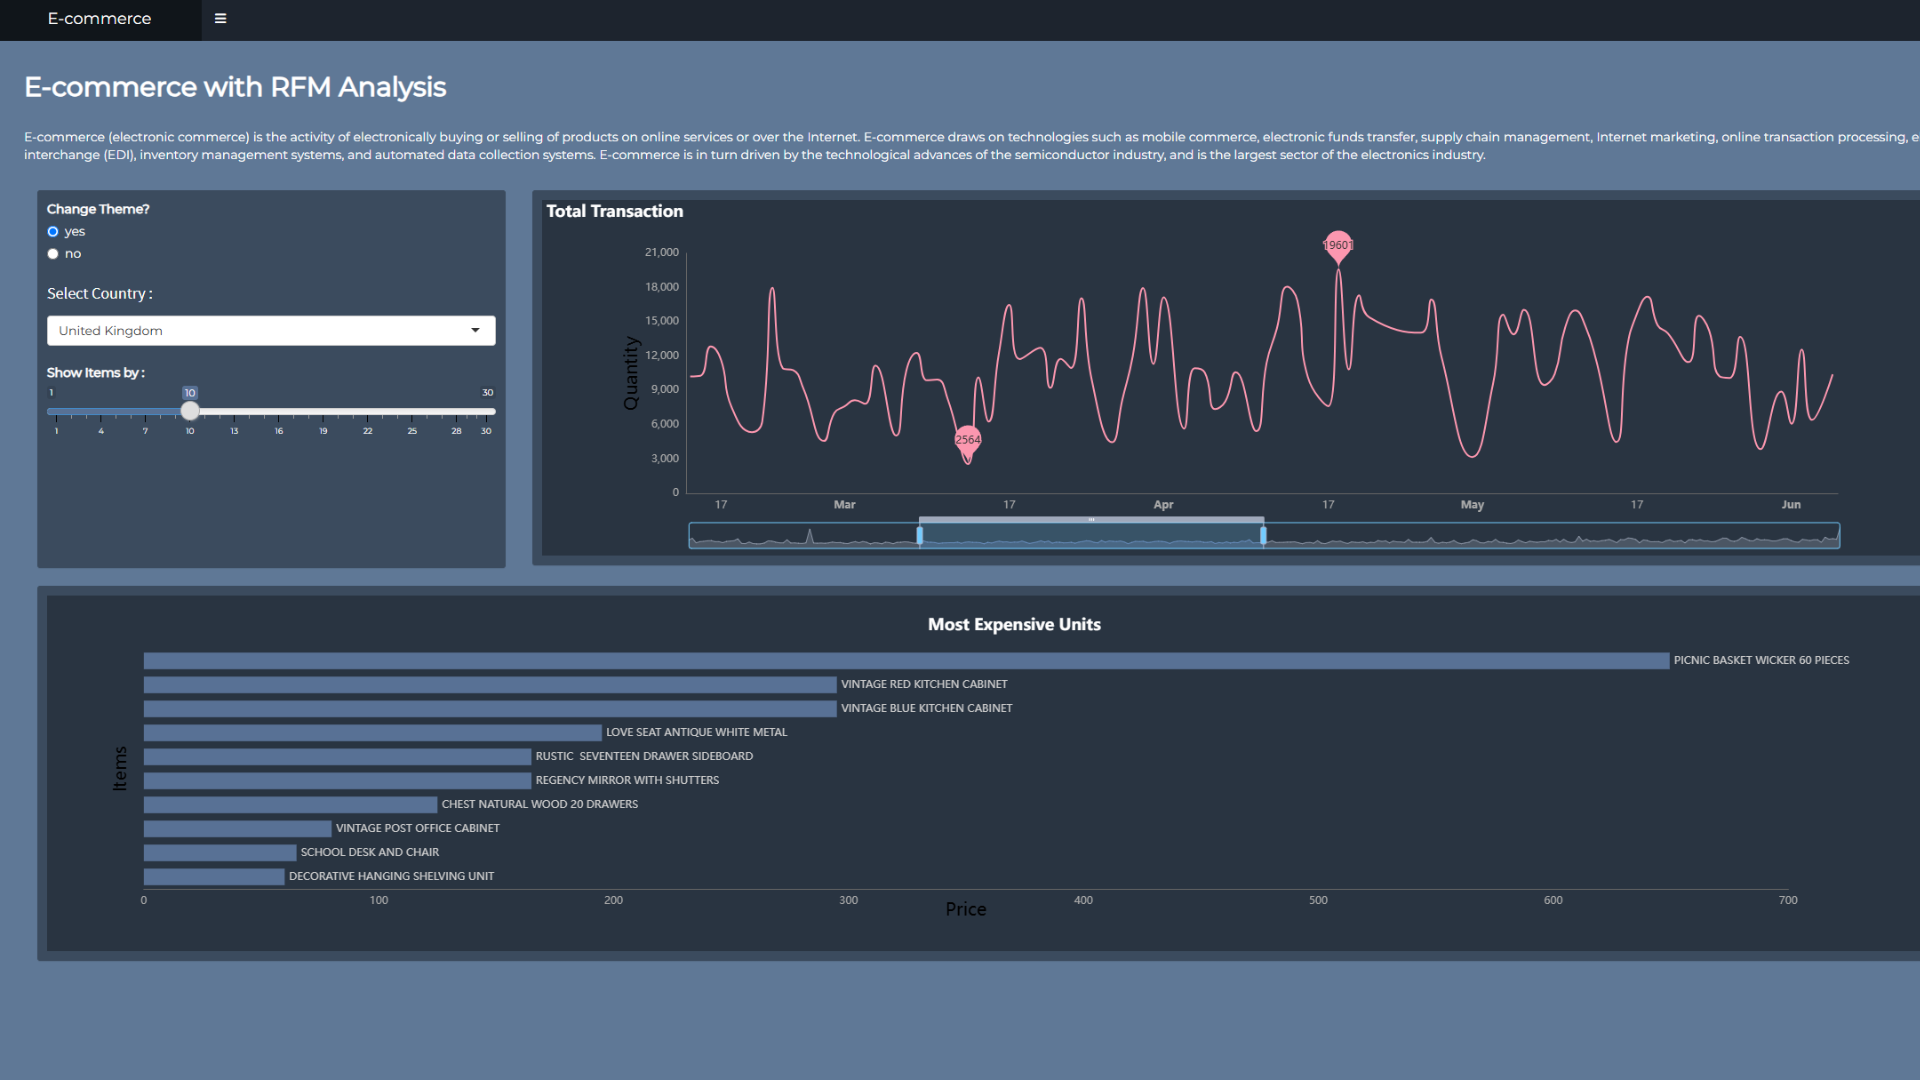 E-commerce
E-commerce with RFM Analysis
E-commerce (electronic commerce) is the activity of electronically buying or selling of products on online services or over the Internet. E-commerce draws on technologies such as mobile commerce, electronic funds transfer, supply chain management, Internet marketing, online transaction processing,
interchange (EDI), inventory management systems, and automated data collection systems. E-commerce is in turn driven by the technological advances of the semiconductor industry, and is the largest sector of the electronics industry.
Change Theme?
yes
no
Select Country :
United Kingdom
Show Items by :
1 10 30
1 4 7 10 13 16 19 22 25 28 30
Total Transaction
Quantity
21,000
18,000
15,000
12,000
9,000
6,000
3,000
0
19601
2564
17 Mar 17 Apr 17 May 17 Jun
Most Expensive Units
Items
PICNIC BASKET WICKER 60 PIECES
VINTAGE RED KITCHEN CABINET
VINTAGE BLUE KITCHEN CABINET
LOVE SEAT ANTIQUE WHITE METAL
RUSTIC  SEVENTEEN DRAWER SIDEBOARD
REGENCY MIRROR WITH SHUTTERS
CHEST NATURAL WOOD 20 DRAWERS
VINTAGE POST OFFICE CABINET
SCHOOL DESK AND CHAIR
DECORATIVE HANGING SHELVING UNIT
0 100 200 300 400 500 600 700
Price